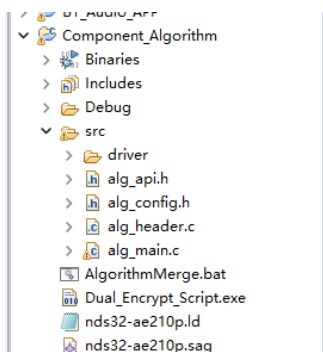 BT_Audio_APP
Component_Algorithm
Binaries
Includes
Debug
src
driver
alg_api.h
alg_config.h
alg_header.c
alg_main.c
AlgorithmMerge.bat
Dual_Encrypt_Script.exe
nds32-ae210p.ld
nds32-ae210p.sag